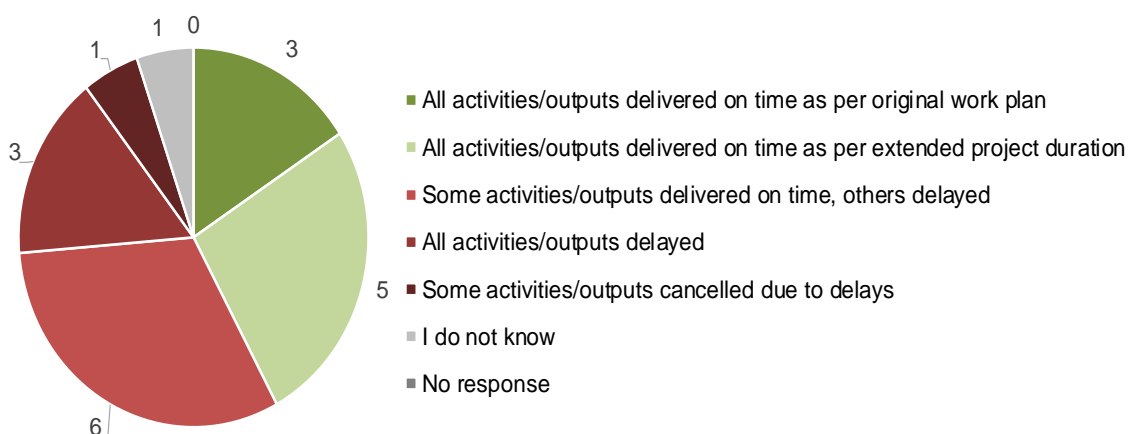 1
0
1
3
3
5
6
All activities/outputs delivered on time as per original work plan
All activities/outputs delivered on time as per extended project duration
Some activities/outputs delivered on time, others delayed
All activities/outputs delayed
Some activities/outputs cancelled due to delays
I do not know
No response